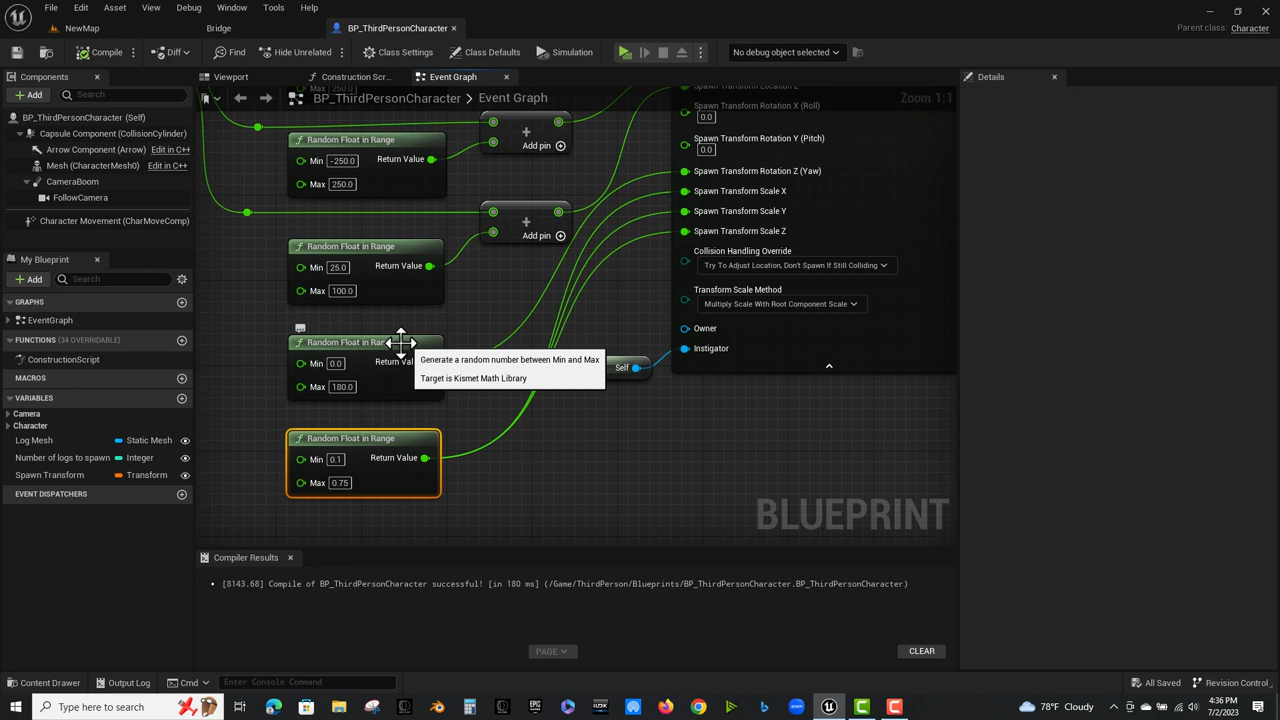 File Edit Asset View Debug Window Tools Help
NewMap Bridge BP_ThirdPersonCharacter Parent class: Character
Compile Diff Find Hide Unrelated Class Settings Class Defaults Simulation No debug object selected
Components Viewport Construction Scr... Event Graph Details
Add Search BP_ThirdPersonCharacter > Event Graph Zoom 1:1
BP_ThirdPersonCharacter (Self)
Capsule Component (CollisionCylinder)
Arrow Component (Arrow) Edit in C++
Mesh (CharacterMesh0) Edit in C++
CameraBoom
FollowCamera
Character Movement (CharMoveComp)
My Blueprint
Add Search
GRAPHS
EventGraph
FUNCTIONS (34 OVERRIDABLE)
ConstructionScript
MACROS
VARIABLES
Camera
Character
Log Mesh Static Mesh
Number of logs to spawn Integer
Spawn Transform Transform
EVENT DISPATCHERS
Random Float in Range
Min -250.0 Return Value
Max 250.0
+
Add pin
Random Float in Range
Min 25.0 Return Value
Max 100.0
+
Add pin
Random Float in Ran
Min 0.0 Return Val
Max 180.0
Generate a random number between Min and Max
Target is Kismet Math Library
Random Float in Range
Min 0.1 Return Value
Max 0.75
Self
Spawn Transform Location Z
Spawn Transform Rotation X (Roll)
0.0
Spawn Transform Rotation Y (Pitch)
0.0
Spawn Transform Rotation Z (Yaw)
Spawn Transform Scale X
Spawn Transform Scale Y
Spawn Transform Scale Z
Collision Handling Override
Try To Adjust Location, Don't Spawn If Still Colliding
Transform Scale Method
Multiply Scale With Root Component Scale
Owner
Instigator
BLUEPRINT
Compiler Results
[8143.68] Compile of BP_ThirdPersonCharacter successful! [in 180 ms] (/Game/ThirdPerson/Blueprints/BP_ThirdPersonCharacter.BP_ThirdPersonCharacter)
PAGE CLEAR
Content Drawer Output Log Cmd Enter Console Command All Saved Revision Control
Type here to search 78°F Cloudy 4:36 PM
7/2/2023